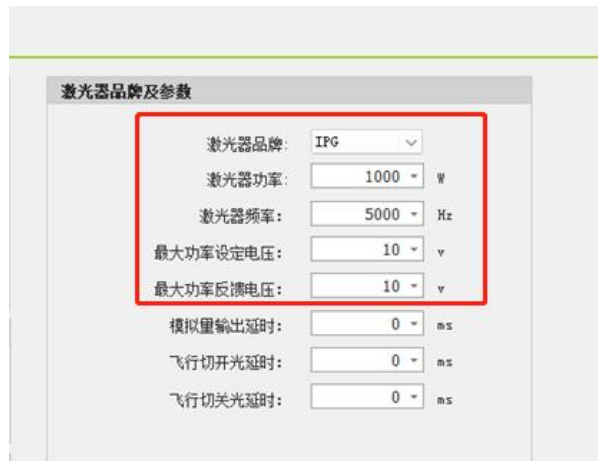 激光器品牌及参数
激光器品牌: IPG
激光器功率: 1000 W
激光器频率: 5000 Hz
最大功率设定电压: 10 v
最大功率反馈电压: 10 v
模拟量输出延时: 0 ms
飞行切开光延时: 0 ms
飞行切关光延时: 0 ms